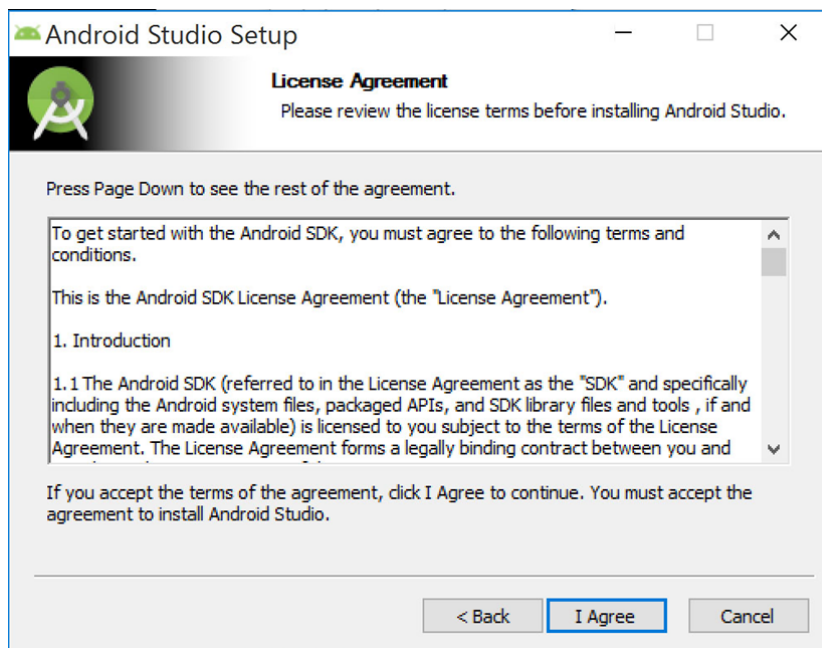 Android Studio Setup
License Agreement
Please review the license terms before installing Android Studio.
Press Page Down to see the rest of the agreement.
To get started with the Android SDK, you must agree to the following terms and
conditions.
This is the Android SDK License Agreement (the "License Agreement").
1. Introduction
1.1 The Android SDK (referred to in the License Agreement as the "SDK" and specifically
including the Android system files, packaged APIs, and SDK library files and tools , if and
when they are made available) is licensed to you subject to the terms of the License
Agreement. The License Agreement forms a legally binding contract between you and
If you accept the terms of the agreement, click I Agree to continue. You must accept the
agreement to install Android Studio.
< Back
I Agree
Cancel